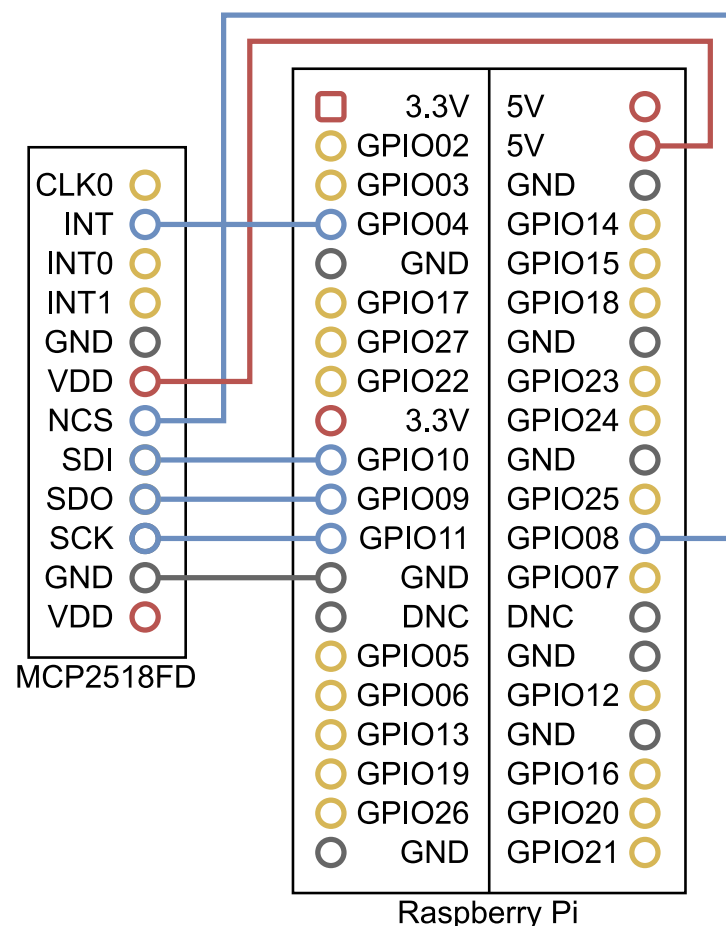 CLK0
INT
INT0
INT1
GND
VDD
NCS
SDI
SDO
SCK
GND
VDD
MCP2518FD
3.3V 5V
GPIO02 5V
GPIO03 GND
GPIO04 GPIO14
GND GPIO15
GPIO17 GPIO18
GPIO27 GND
GPIO22 GPIO23
3.3V GPIO24
GPIO10 GND
GPIO09 GPIO25
GPIO11 GPIO08
GND GPIO07
DNC DNC
GPIO05 GND
GPIO06 GPIO12
GPIO13 GND
GPIO19 GPIO16
GPIO26 GPIO20
GND GPIO21
Raspberry Pi